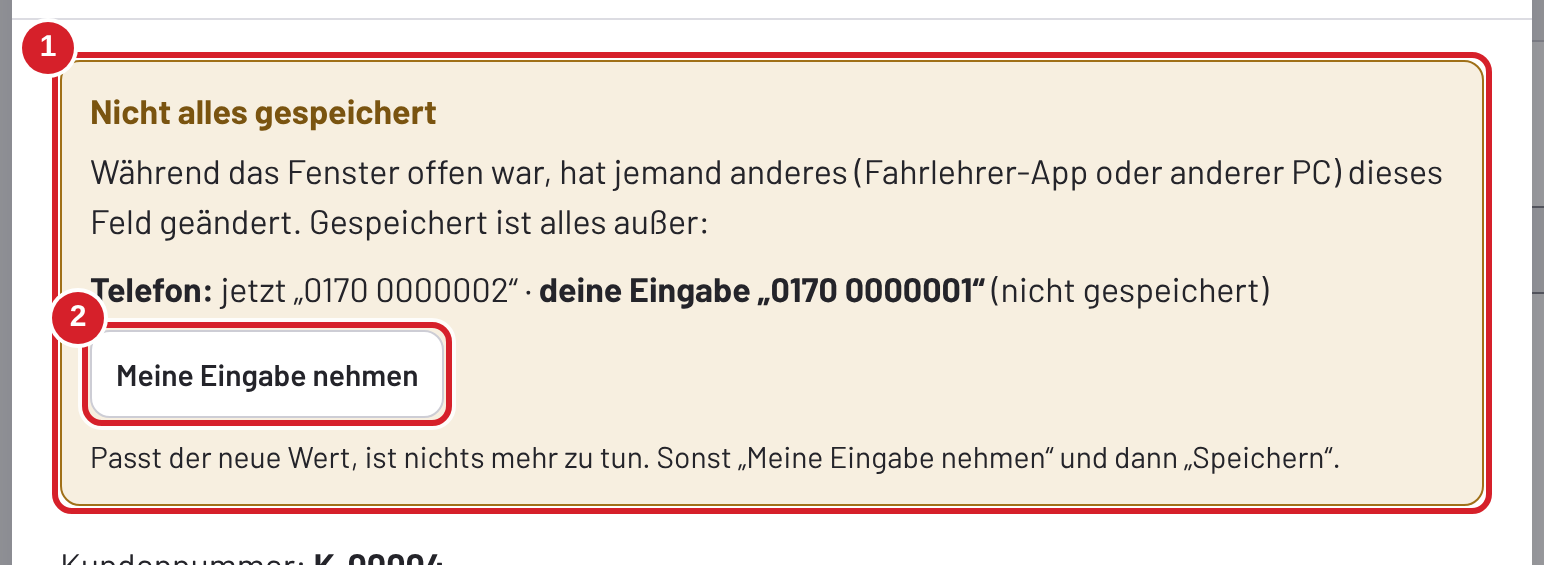 1
Nicht alles gespeichert
Während das Fenster offen war, hat jemand anderes (Fahrlehrer-App oder anderer PC) dieses
Feld geändert. Gespeichert ist alles außer:
Telefon: jetzt „0170 0000002“ · deine Eingabe „0170 0000001“ (nicht gespeichert)
2
Meine Eingabe nehmen
Passt der neue Wert, ist nichts mehr zu tun. Sonst „Meine Eingabe nehmen“ und dann „Speichern“.
Kundennummer: K-00004